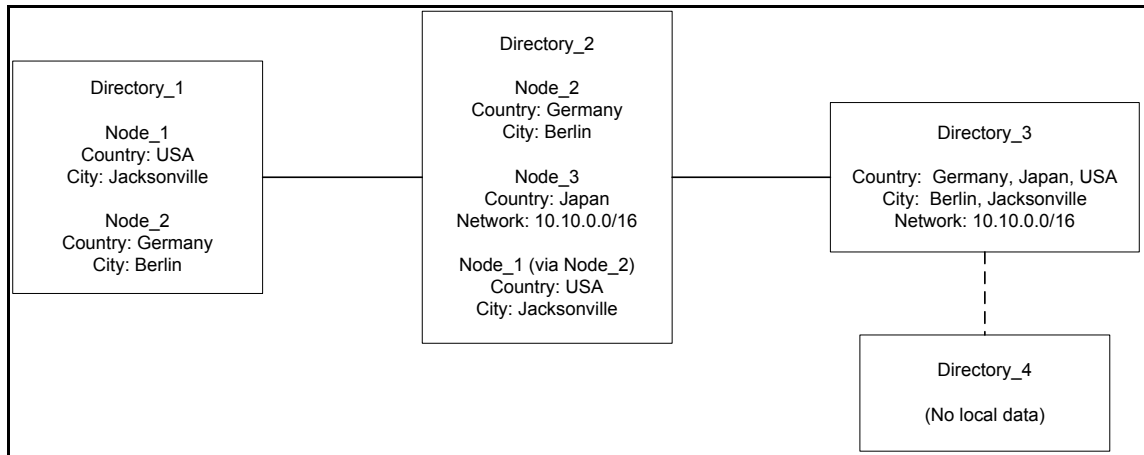 Directory_1
Node_1
Country: USA
City: Jacksonville
Node_2
Country: Germany
City: Berlin
Directory_2
Node_2
Country: Germany
City: Berlin
Node_3
Country: Japan
Network: 10.10.0.0/16
Node_1 (via Node_2)
Country: USA
City: Jacksonville
Directory_3
Country: Germany, Japan, USA
City: Berlin, Jacksonville
Network: 10.10.0.0/16
Directory_4
(No local data)